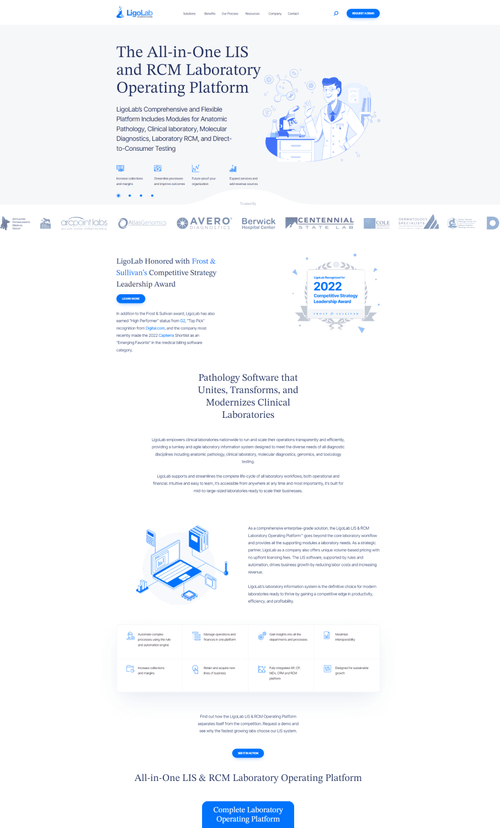 LigoLab
Solutions Benefits Our Process Resources Company Contact
REQUEST A DEMO
The All-in-One LIS
and RCM Laboratory
Operating Platform
LigoLab's Comprehensive and Flexible
Platform Includes Modules for Anatomic
Pathology, Clinical laboratory, Molecular
Diagnostics, Laboratory RCM, and Direct-
to-Consumer Testing
Increase collections
and margins
Streamline processes
and improve outcomes
Future-proof your
organization
Expand services and
add revenue sources
Trusted By
arcpointlabs
AVERO
DIAGNOSTICS
Berwick
Hospital Center
CENTENNIAL
STATE LAB
COLE
LigoLab Honored with Frost &
Sullivan's Competitive Strategy
Leadership Award
LEARN MORE
In addition to the Frost & Sullivan award, LigoLab has also
earned "High Performer" status from G2, "Top Pick"
recognition from Digital.com, and the company most
recently made the 2022 Capterra Shortlist as an
"Emerging Favorite" in the medical billing software
category.
LigoLab Recognized for
2022
Competitive Strategy
Leadership Award
Pathology Software that
Unites, Transforms, and
Modernizes Clinical
Laboratories
LigoLab empowers clinical laboratories nationwide to run and scale their operations transparently and efficiently,
providing a turnkey and agile laboratory information system designed to meet the diverse needs of all diagnostic
disciplines including anatomic pathology, clinical laboratory, molecular diagnostics, genomics, and toxicology
testing.
LigoLab supports and streamlines the complete life-cycle of all laboratory workflows, both operational and
financial. Intuitive and easy to learn, it's accessible from anywhere at any time and most importantly, it's built for
mid-to-large-sized laboratories ready to scale their businesses.
As a comprehensive enterprise-grade solution, the LigoLab LIS & RCM
Laboratory Operating Platform™ goes beyond the core laboratory workflow
and provides all the supporting modules a laboratory needs. As a strategic
partner, LigoLab as a company also offers unique volume-based pricing with
no upfront licensing fees. The LIS software, supported by rules and
automation, drives business growth by reducing labor costs and increasing
revenue.
LigoLab's laboratory information system is the definitive choice for modern
laboratories ready to thrive by gaining a competitive edge in productivity,
efficiency, and profitability.
Automate complex
processes using the rule
and automation engine.
Manage operations and
financials in one platform
Gain insights into all the
departments and processes.
Maximize
interoperability.
Increase collections
and margins.
Retain and acquire new
lines of business.
Fully integrated AP, CP,
MDx, CRM and RCM
platform
Designed for sustainable
growth
Find out how the LigoLab LIS & RCM Operating Platform
separates itself from the competition. Request a demo and
see why the fastest growing labs choose our LIS system.
SEE IT IN ACTION
All-in-One LIS & RCM Laboratory Operating Platform
Complete Laboratory
Operating Platform